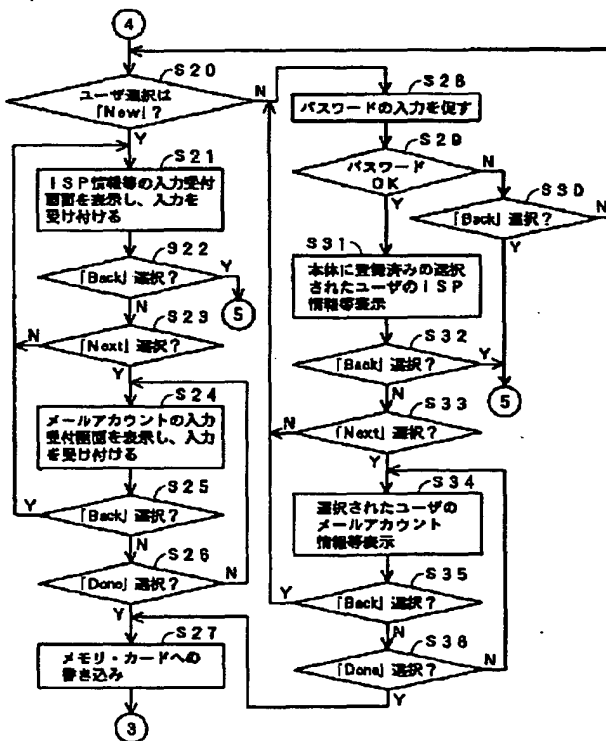 4
S20
ユーザ選択は
「New」?
N
Y
S21
ISP情報等の入力受付
画面を表示し、入力を
受け付ける
S22
「Back」選択?
Y
N
5
S23
「Next」選択?
N
Y
S24
メールアカウントの入力
受付画面を表示し、入力
を受け付ける
S25
「Back」選択?
Y
N
S26
「Done」選択?
N
Y
S27
メモリ・カードへの
書き込み
3
S28
パスワードの入力を促す
S29
パスワード
OK
N
Y
S30
「Back」選択?
N
Y
S31
本体に登録済みの選択
されたユーザのISP
情報等表示
S32
「Back」選択?
Y
N
5
S33
「Next」選択?
N
Y
S34
選択されたユーザの
メールアカウント
情報等表示
S35
「Back」選択?
Y
N
S36
「Done」選択?
N
Y